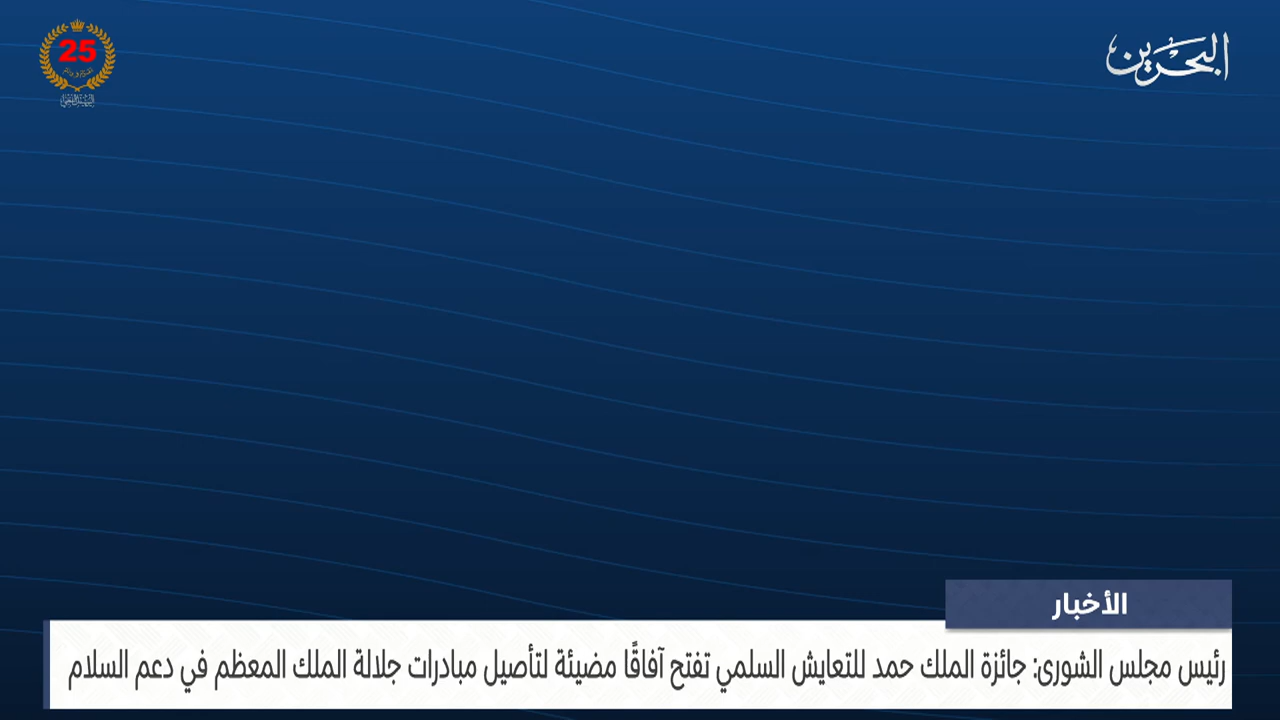 البحرين
25
الأخبار
رئيس مجلس الشورى: جائزة الملك حمد للتعايش السلمي تفتح آفاقًا مضيئة لتأصيل مبادرات جلالة الملك المعظم في دعم السلام